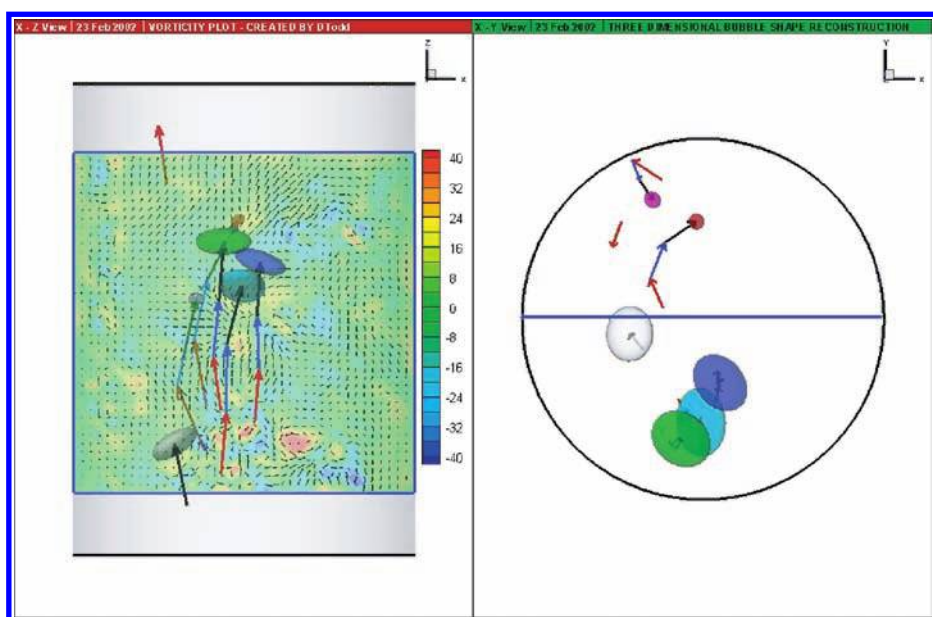 X - Z View | 23 Feb 2002 | VORTICITY PLOT - CREATED BY DTodd
X - Y View | 23 Feb 2002 | THREE DIMENSIONAL BUBBLE SHAPE RECONSTRUCTION
Z
X
Y
X
40
32
24
16
8
0
-8
-16
-24
-32
-40